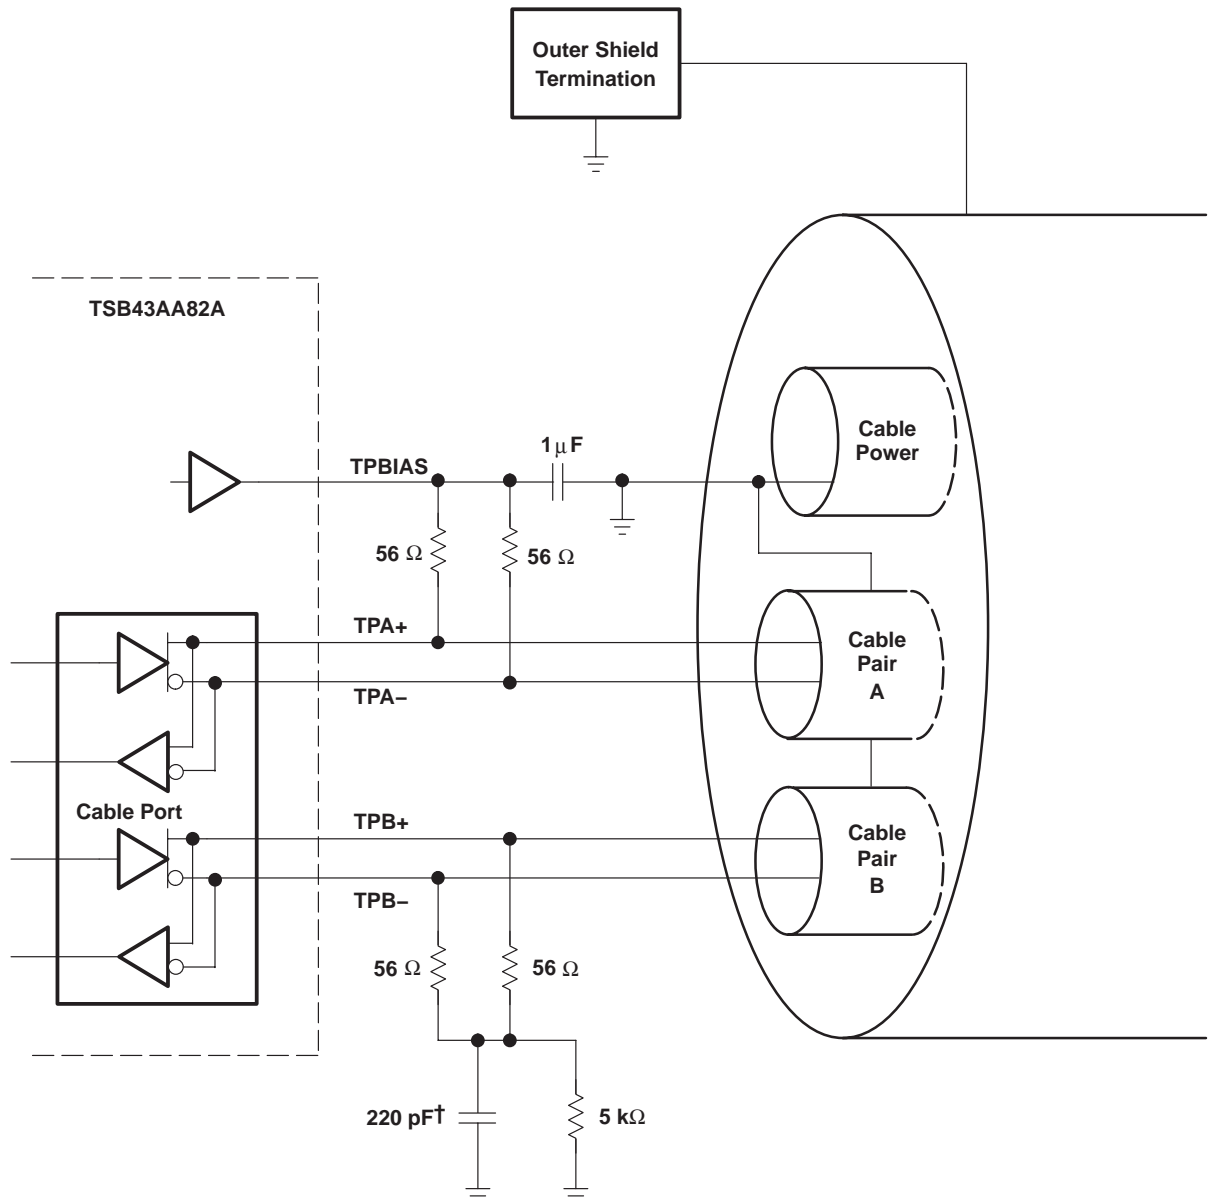 Outer Shield
Termination
TSB43AA82A
1 μF
TPBIAS
Cable
Power
56 Ω
56 Ω
TPA+
Cable
Pair
A
TPA−
Cable Port
TPB+
Cable
Pair
B
TPB−
56 Ω
56 Ω
220 pF†
5 kΩ